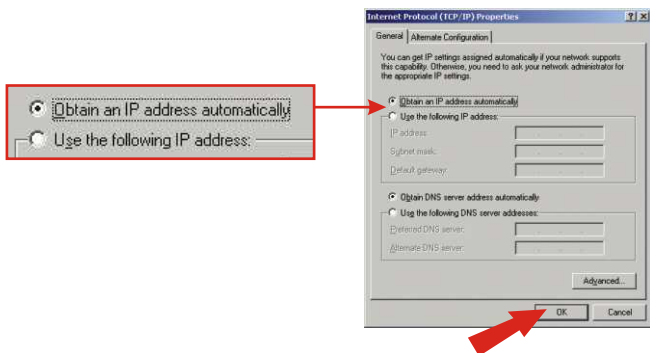 Internet Protocol (TCP/IP) Properties
General
Alternate Configuration
You can get IP settings assigned automatically if your network supports
this capability. Otherwise, you need to ask your network administrator for
the appropriate IP settings.
Obtain an IP address automatically
Use the following IP address:
IP address:
Subnet mask:
Default gateway:
Obtain DNS server address automatically
Use the following DNS server addresses:
Preferred DNS server:
Alternate DNS server:
Advanced...
OK
Cancel
Obtain an IP address automatically
Use the following IP address: